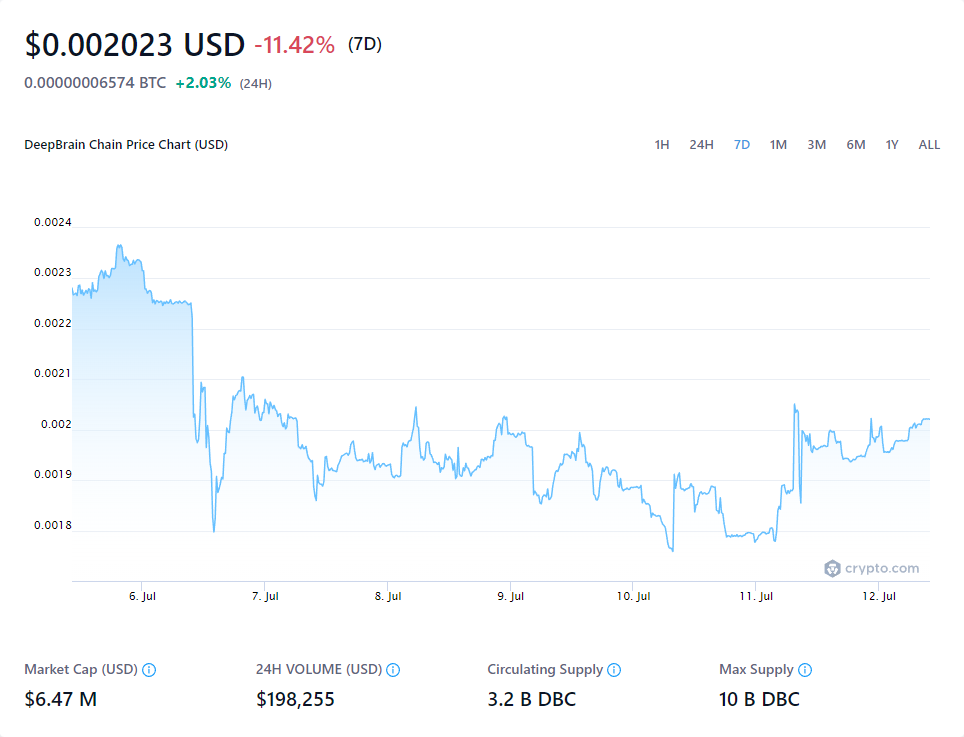 $0.002023 USD -11.42% (7D)
0.00000006574 BTC +2.03% (24H)
DeepBrain Chain Price Chart (USD) 1H 24H 7D 1M 3M 6M 1Y ALL
0.0024
0.0023
0.0022
0.0021
0.002
0.0019
0.0018
crypto.com
6. Jul 7. Jul 8. Jul 9. Jul 10. Jul 11. Jul 12. Jul
Market Cap (USD) 24H VOLUME (USD) Circulating Supply Max Supply
$6.47 M $198,255 3.2 B DBC 10 B DBC